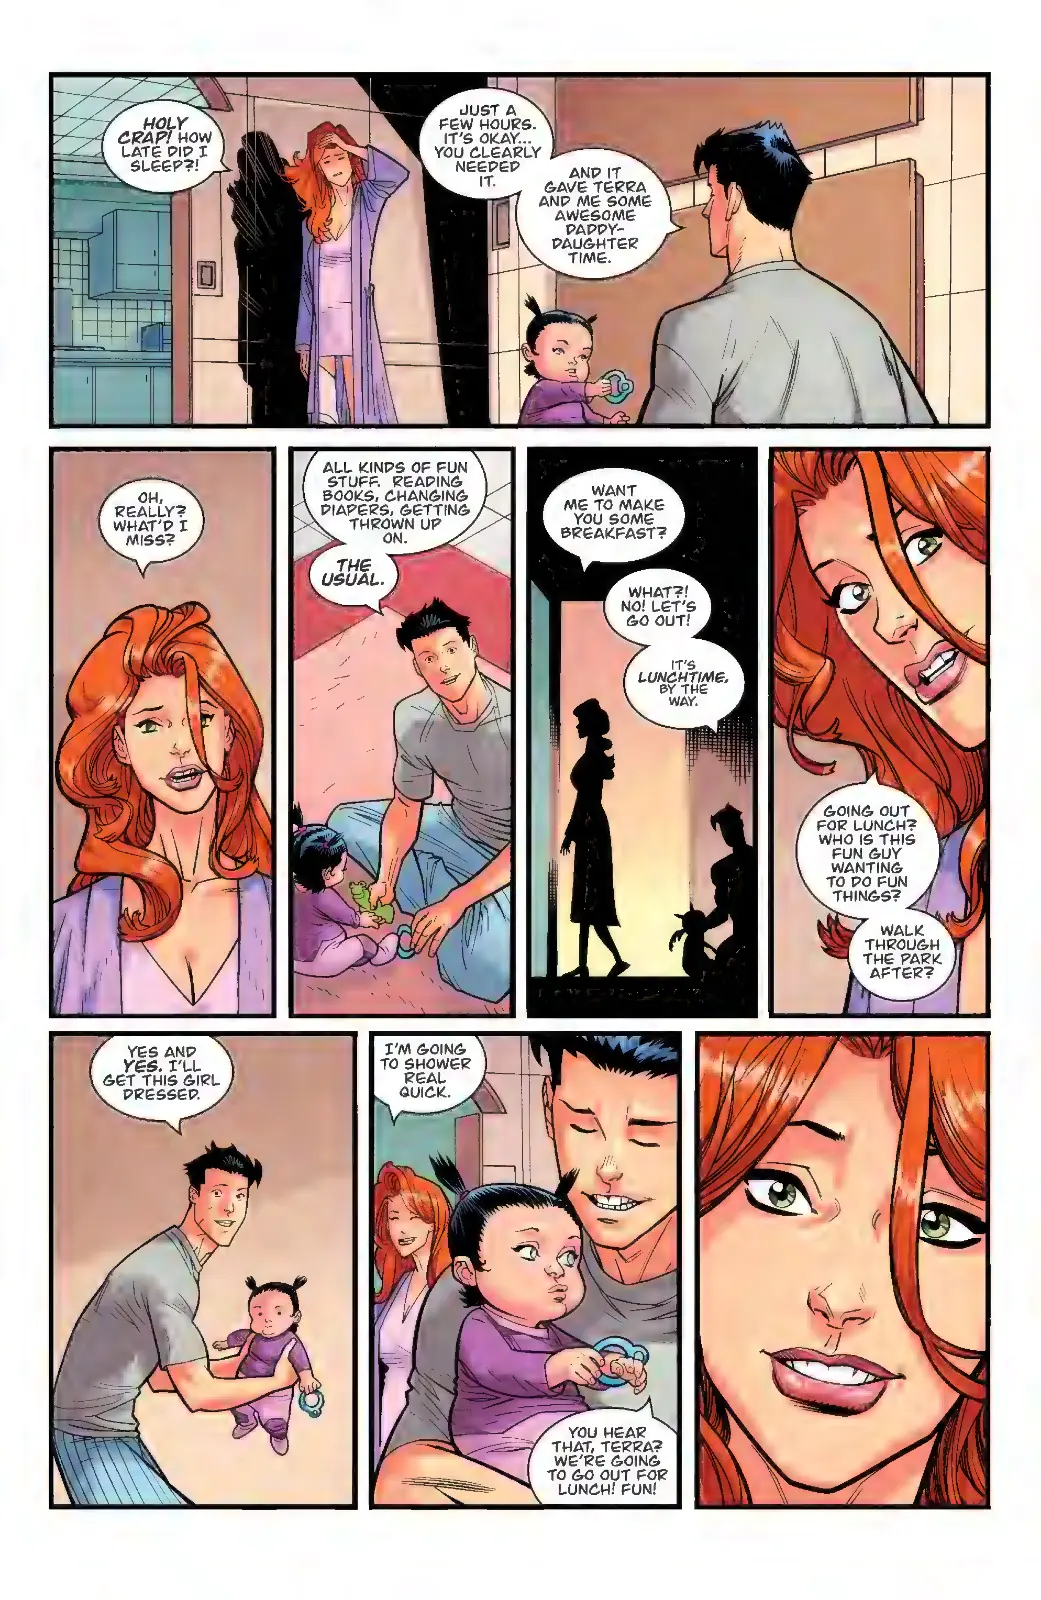 HOLY
CRAP! HOW
LATE DID I
SLEEP?!
JUST A
FEW HOURS.
IT'S OKAY...
YOU CLEARLY
NEEDED
IT.
AND IT
GAVE TERRA
AND ME SOME
AWESOME
DADDY-
DAUGHTER
TIME.
OH,
REALLY?
WHAT'D I
MISS?
ALL KINDS OF FUN
STUFF. READING
BOOKS, CHANGING
DIAPERS, GETTING
THROWN UP
ON.
THE
USUAL.
WANT
ME TO MAKE
YOU SOME
BREAKFAST?
WHAT?!
NO! LET'S
GO OUT!
IT'S
LUNCHTIME,
BY THE
WAY.
GOING OUT
FOR LUNCH?
WHO IS THIS
FUN GUY
WANTING
TO DO FUN
THINGS?
WALK
THROUGH
THE PARK
AFTER?
YES AND
YES. I'LL
GET THIS GIRL
DRESSED.
I'M GOING
TO SHOWER
REAL
QUICK.
YOU HEAR
THAT, TERRA?
WE'RE GOING
TO GO OUT FOR
LUNCH! FUN!